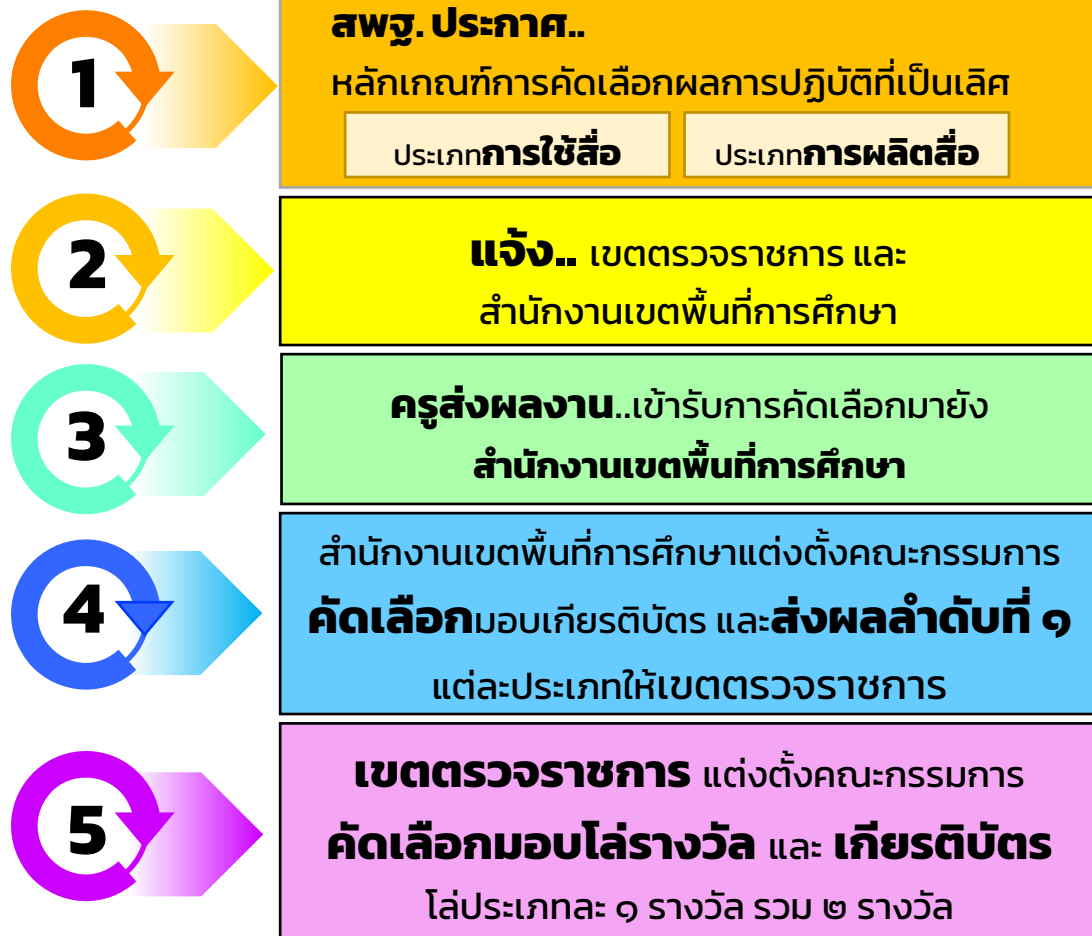 1
สพฐ. ประกาศ..
หลักเกณฑ์การคัดเลือกผลการปฏิบัติที่เป็นเลิศ
ประเภทการใช้สื่อ ประเภทการผลิตสื่อ
2
แจ้ง.. เขตตรวจราชการ และ
สำนักงานเขตพื้นที่การศึกษา
3
ครูส่งผลงาน..เข้ารับการคัดเลือกมายัง
สำนักงานเขตพื้นที่การศึกษา
4
สำนักงานเขตพื้นที่การศึกษาแต่งตั้งคณะกรรมการ
คัดเลือกมอบเกียรติบัตร และส่งผลลำดับที่ ๑
แต่ละประเภทให้เขตตรวจราชการ
5
เขตตรวจราชการ แต่งตั้งคณะกรรมการ
คัดเลือกมอบโล่รางวัล และ เกียรติบัตร
โล่ประเภทละ ๑ รางวัล รวม ๒ รางวัล